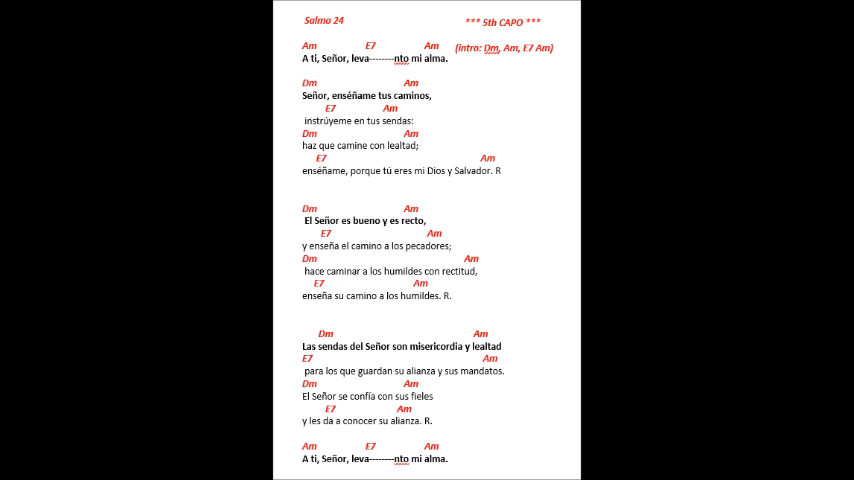 Salmo 24 *** 5th CAPO ***
Am E7 Am (intro: Dm, Am, E7 Am)
A ti, Señor, leva--------nto mi alma.
Dm Am
Señor, enséñame tus caminos,
E7 Am
instrúyeme en tus sendas:
Dm Am
haz que camine con lealtad;
E7 Am
enséñame, porque tú eres mi Dios y Salvador. R
Dm Am
El Señor es bueno y es recto,
E7 Am
y enseña el camino a los pecadores;
Dm Am
hace caminar a los humildes con rectitud,
E7 Am
enseña su camino a los humildes. R.
Dm Am
Las sendas del Señor son misericordia y lealtad
E7 Am
para los que guardan su alianza y sus mandatos.
Dm Am
El Señor se confía con sus fieles
E7 Am
y les da a conocer su alianza. R.
Am E7 Am
A ti, Señor, leva--------nto mi alma.